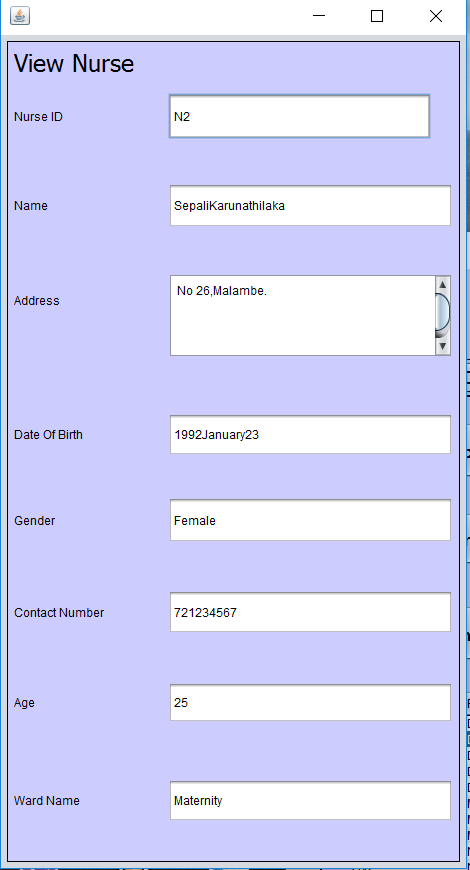 View Nurse
Nurse ID N2
Name SepaliKarunathilaka
Address No 26,Malambe.
Date Of Birth 1992January23
Gender Female
Contact Number 721234567
Age 25
Ward Name Maternity